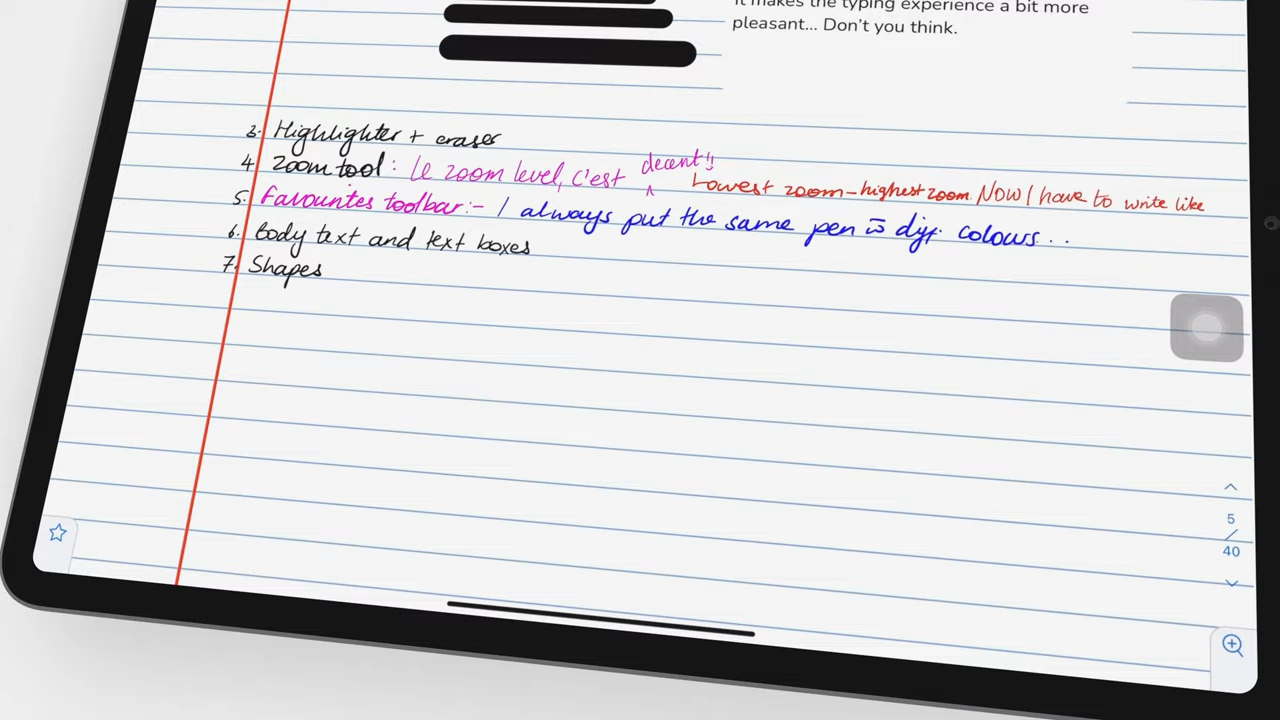 It makes the typing experience a bit more
pleasant... Don't you think.
3. Highlighter + eraser
4. Zoom tool: Le zoom level, c'est decent!! Lowest zoom - highest zoom. Now I have to write like
5. Favourites toolbar:- I always put the same pen w̄ dif. colours...
6. Body text and text boxes
7. Shapes
5
/
40